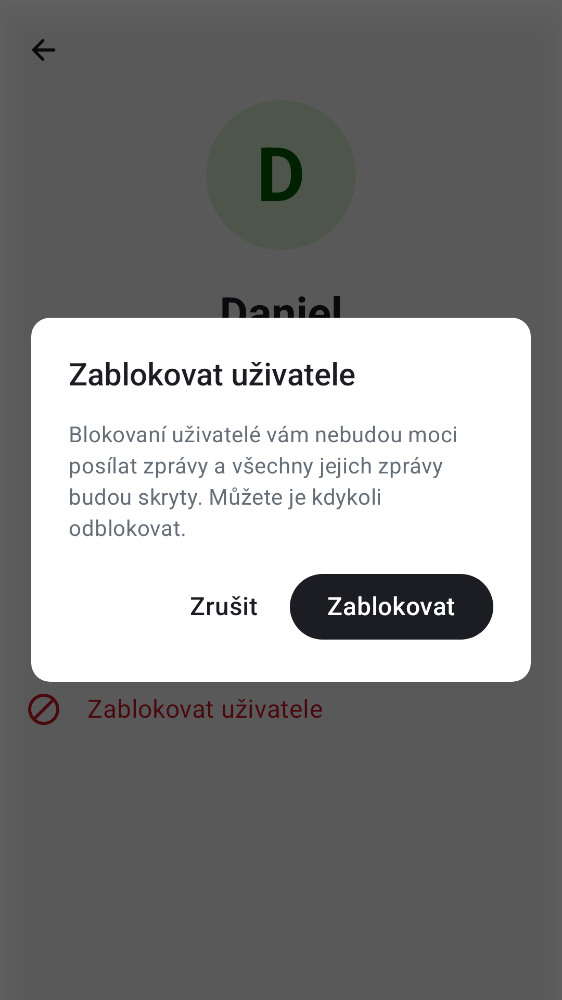 D
Daniel
Zablokovat uživatele
Blokovaní uživatelé vám nebudou moci
posílat zprávy a všechny jejich zprávy
budou skryty. Můžete je kdykoli
odblokovat.
Zrušit
Zablokovat
Zablokovat uživatele